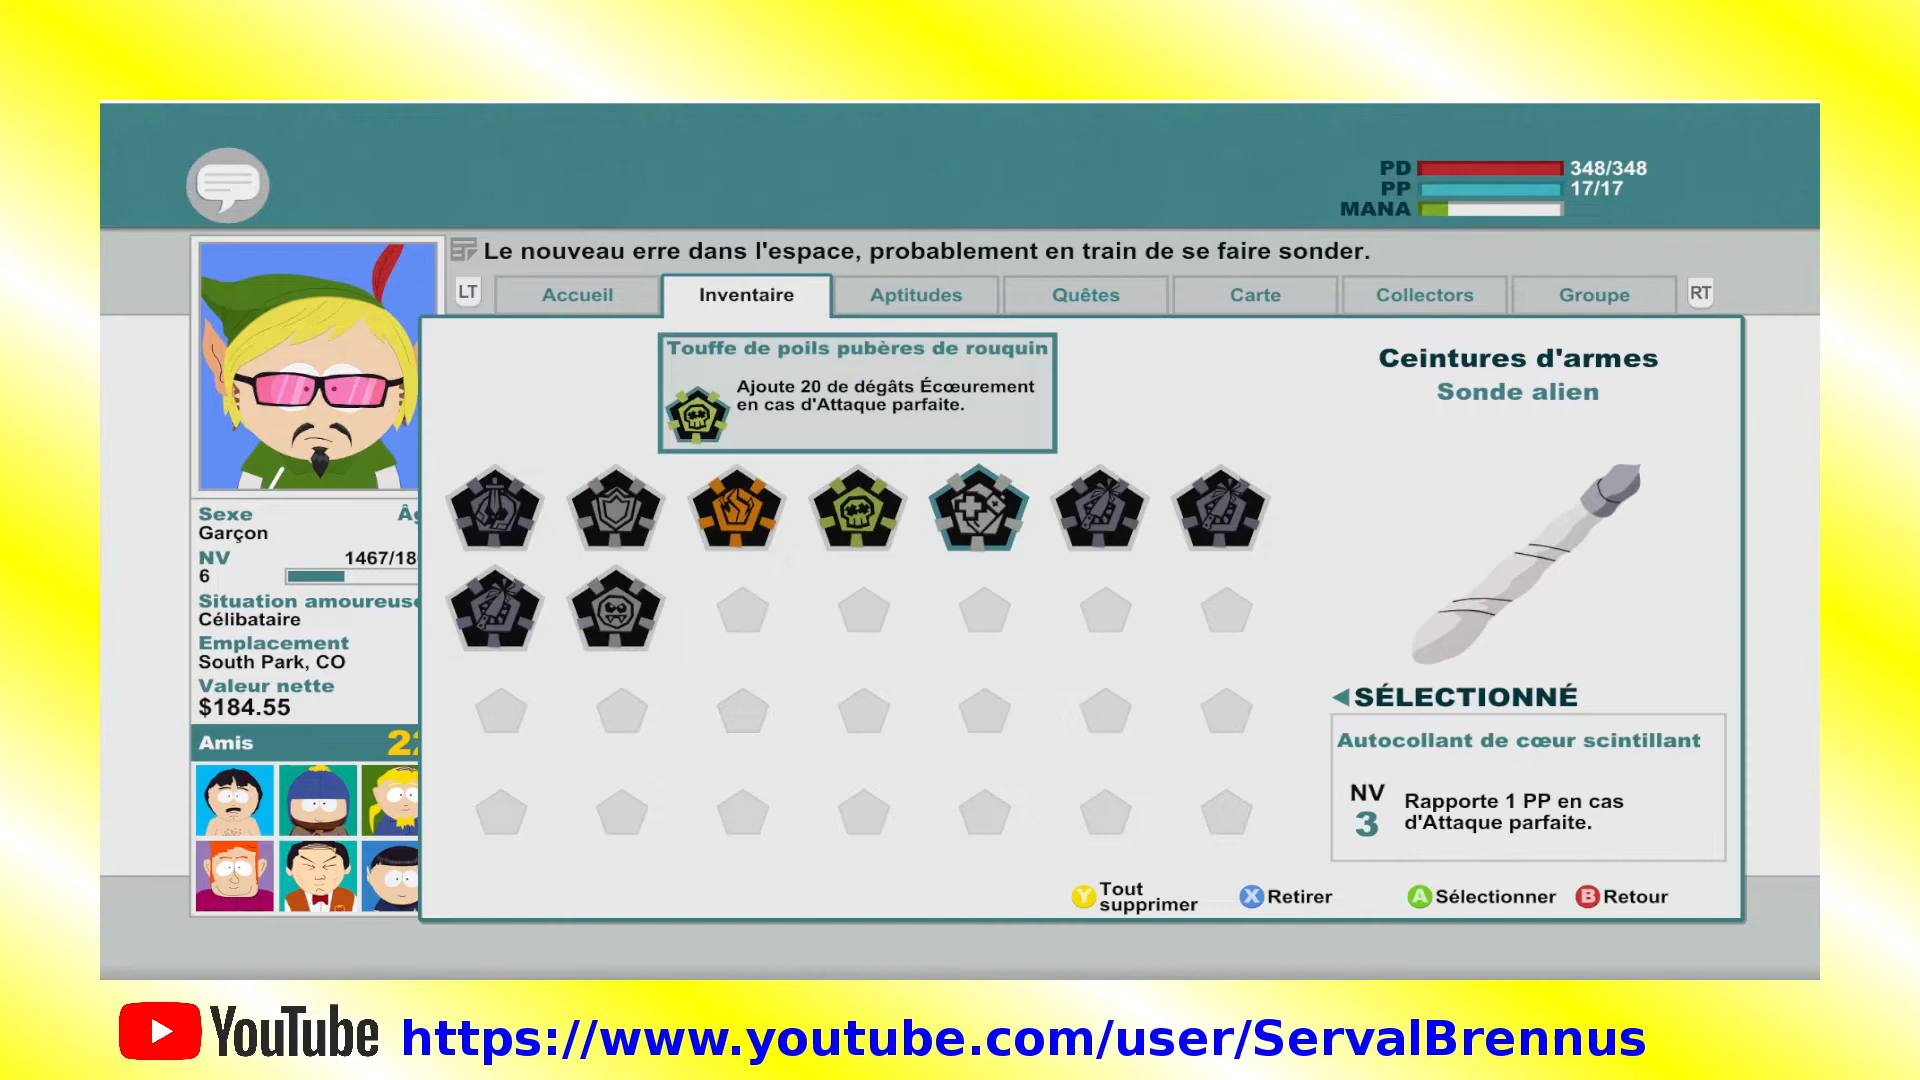 PD 348/348
PP 17/17
MANA
Le nouveau erre dans l'espace, probablement en train de se faire sonder.
LT Accueil Inventaire Aptitudes Quêtes Carte Collectors Groupe RT
Touffe de poils pubères de rouquin
Ajoute 20 de dégâts Écœurement
en cas d'Attaque parfaite.
Ceintures d'armes
Sonde alien
Sexe
Garçon
NV 1467/18
6
Situation amoureuse
Célibataire
Emplacement
South Park, CO
Valeur nette
$184.55
Amis
SÉLECTIONNÉ
Autocollant de cœur scintillant
NV
3
Rapporte 1 PP en cas
d'Attaque parfaite.
Y Tout
supprimer
X Retirer
A Sélectionner
B Retour
YouTube https://www.youtube.com/user/ServalBrennus